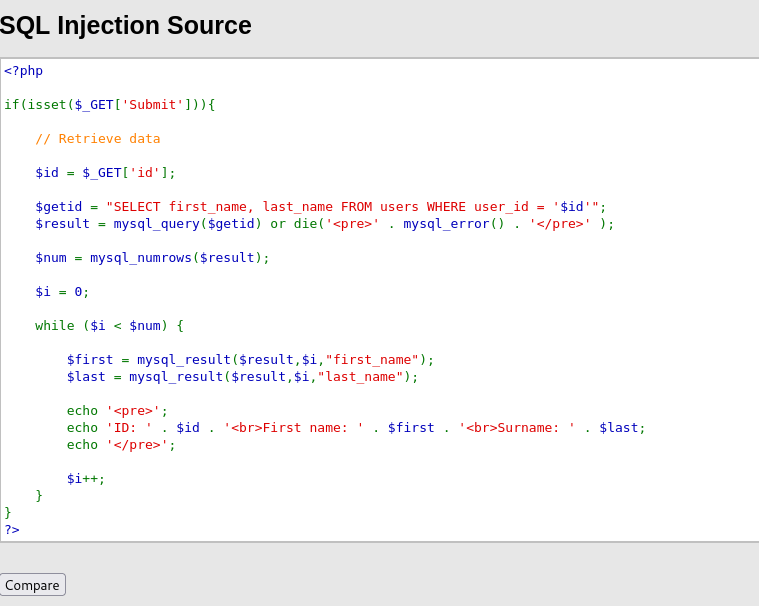 SQL Injection Source
<?php
if(isset($_GET['Submit'])){
// Retrieve data
$id = $_GET['id'];
$getid = "SELECT first_name, last_name FROM users WHERE user_id = '$id'";
$result = mysql_query($getid) or die('<pre>' . mysql_error() . '</pre>' );
$num = mysql_numrows($result);
$i = 0;
while ($i < $num) {
$first = mysql_result($result,$i,"first_name");
$last = mysql_result($result,$i,"last_name");
echo '<pre>';
echo 'ID: ' . $id . '<br>First name: ' . $first . '<br>Surname: ' . $last;
echo '</pre>';
$i++;
}
}
?>
Compare